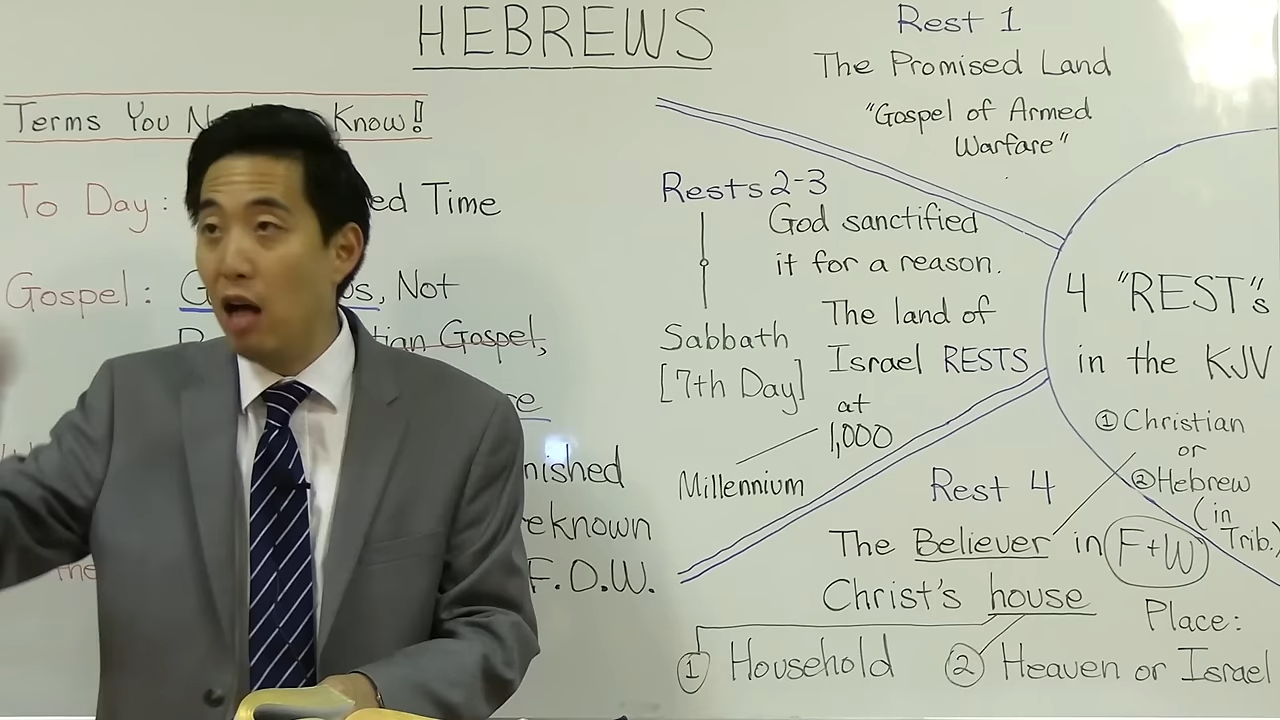 HEBREWS
Terms You Know!
To Day: ed Time
Gospel: , Not
Gospel,
nished
eknown
F.O.W.
the
Rest 1
The Promised Land
"Gospel of Armed
Warfare"
Rests 2-3
God sanctified
it for a reason.
Sabbath
[7th Day]
The land of
Israel RESTS
at
1,000
Millennium
4 "REST"s
in the KJV
① Christian
or
② Hebrew
(in
Trib.)
Rest 4
The Believer in F+W
Christ's house
Place:
① Household
② Heaven or Israel